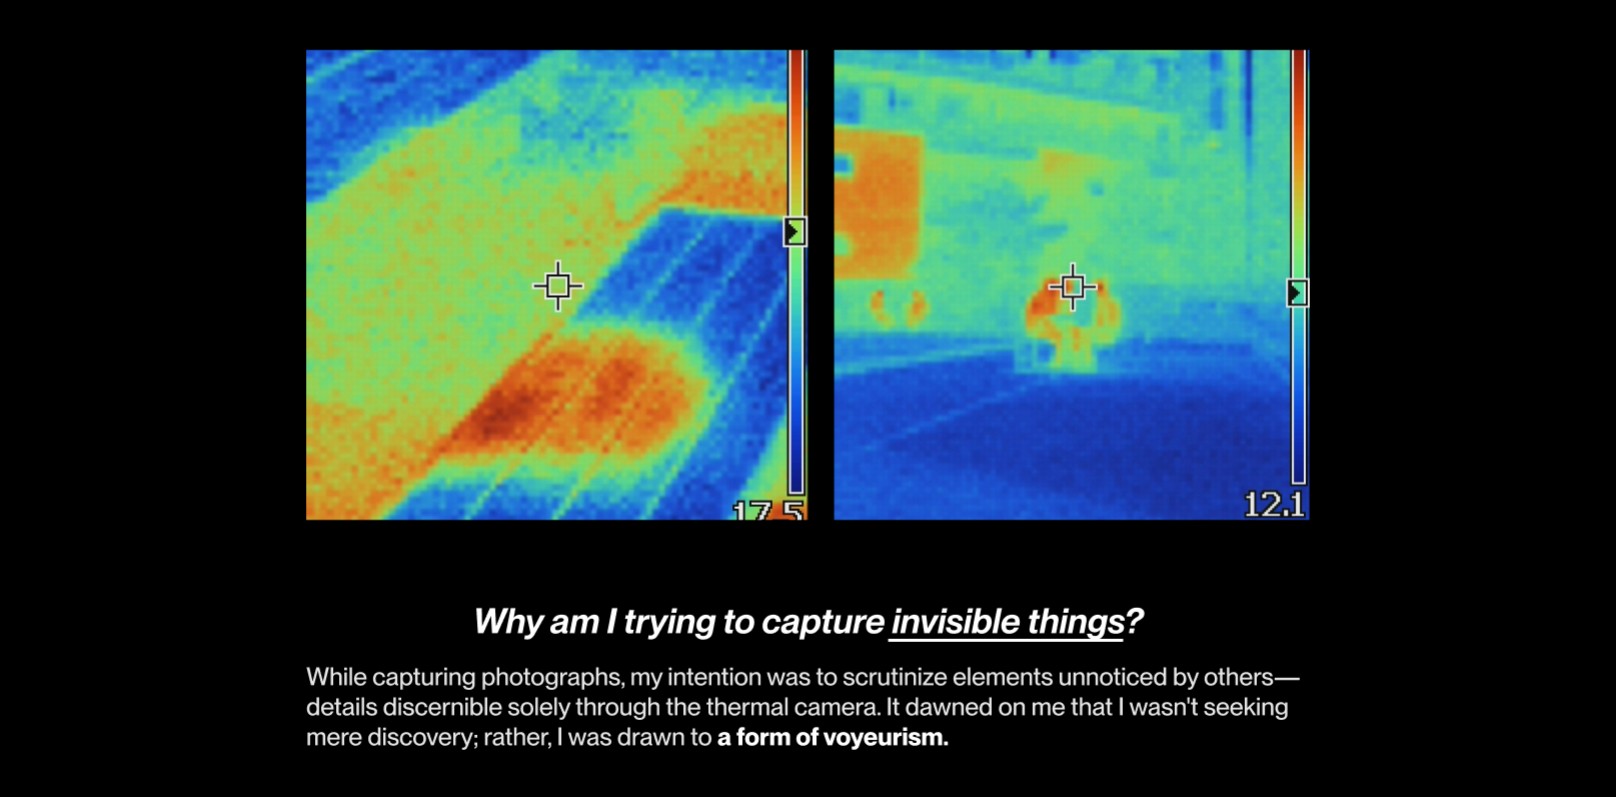 17.5
12.1
Why am I trying to capture invisible things?
While capturing photographs, my intention was to scrutinize elements unnoticed by others—
details discernible solely through the thermal camera. It dawned on me that I wasn't seeking
mere discovery; rather, I was drawn to a form of voyeurism.